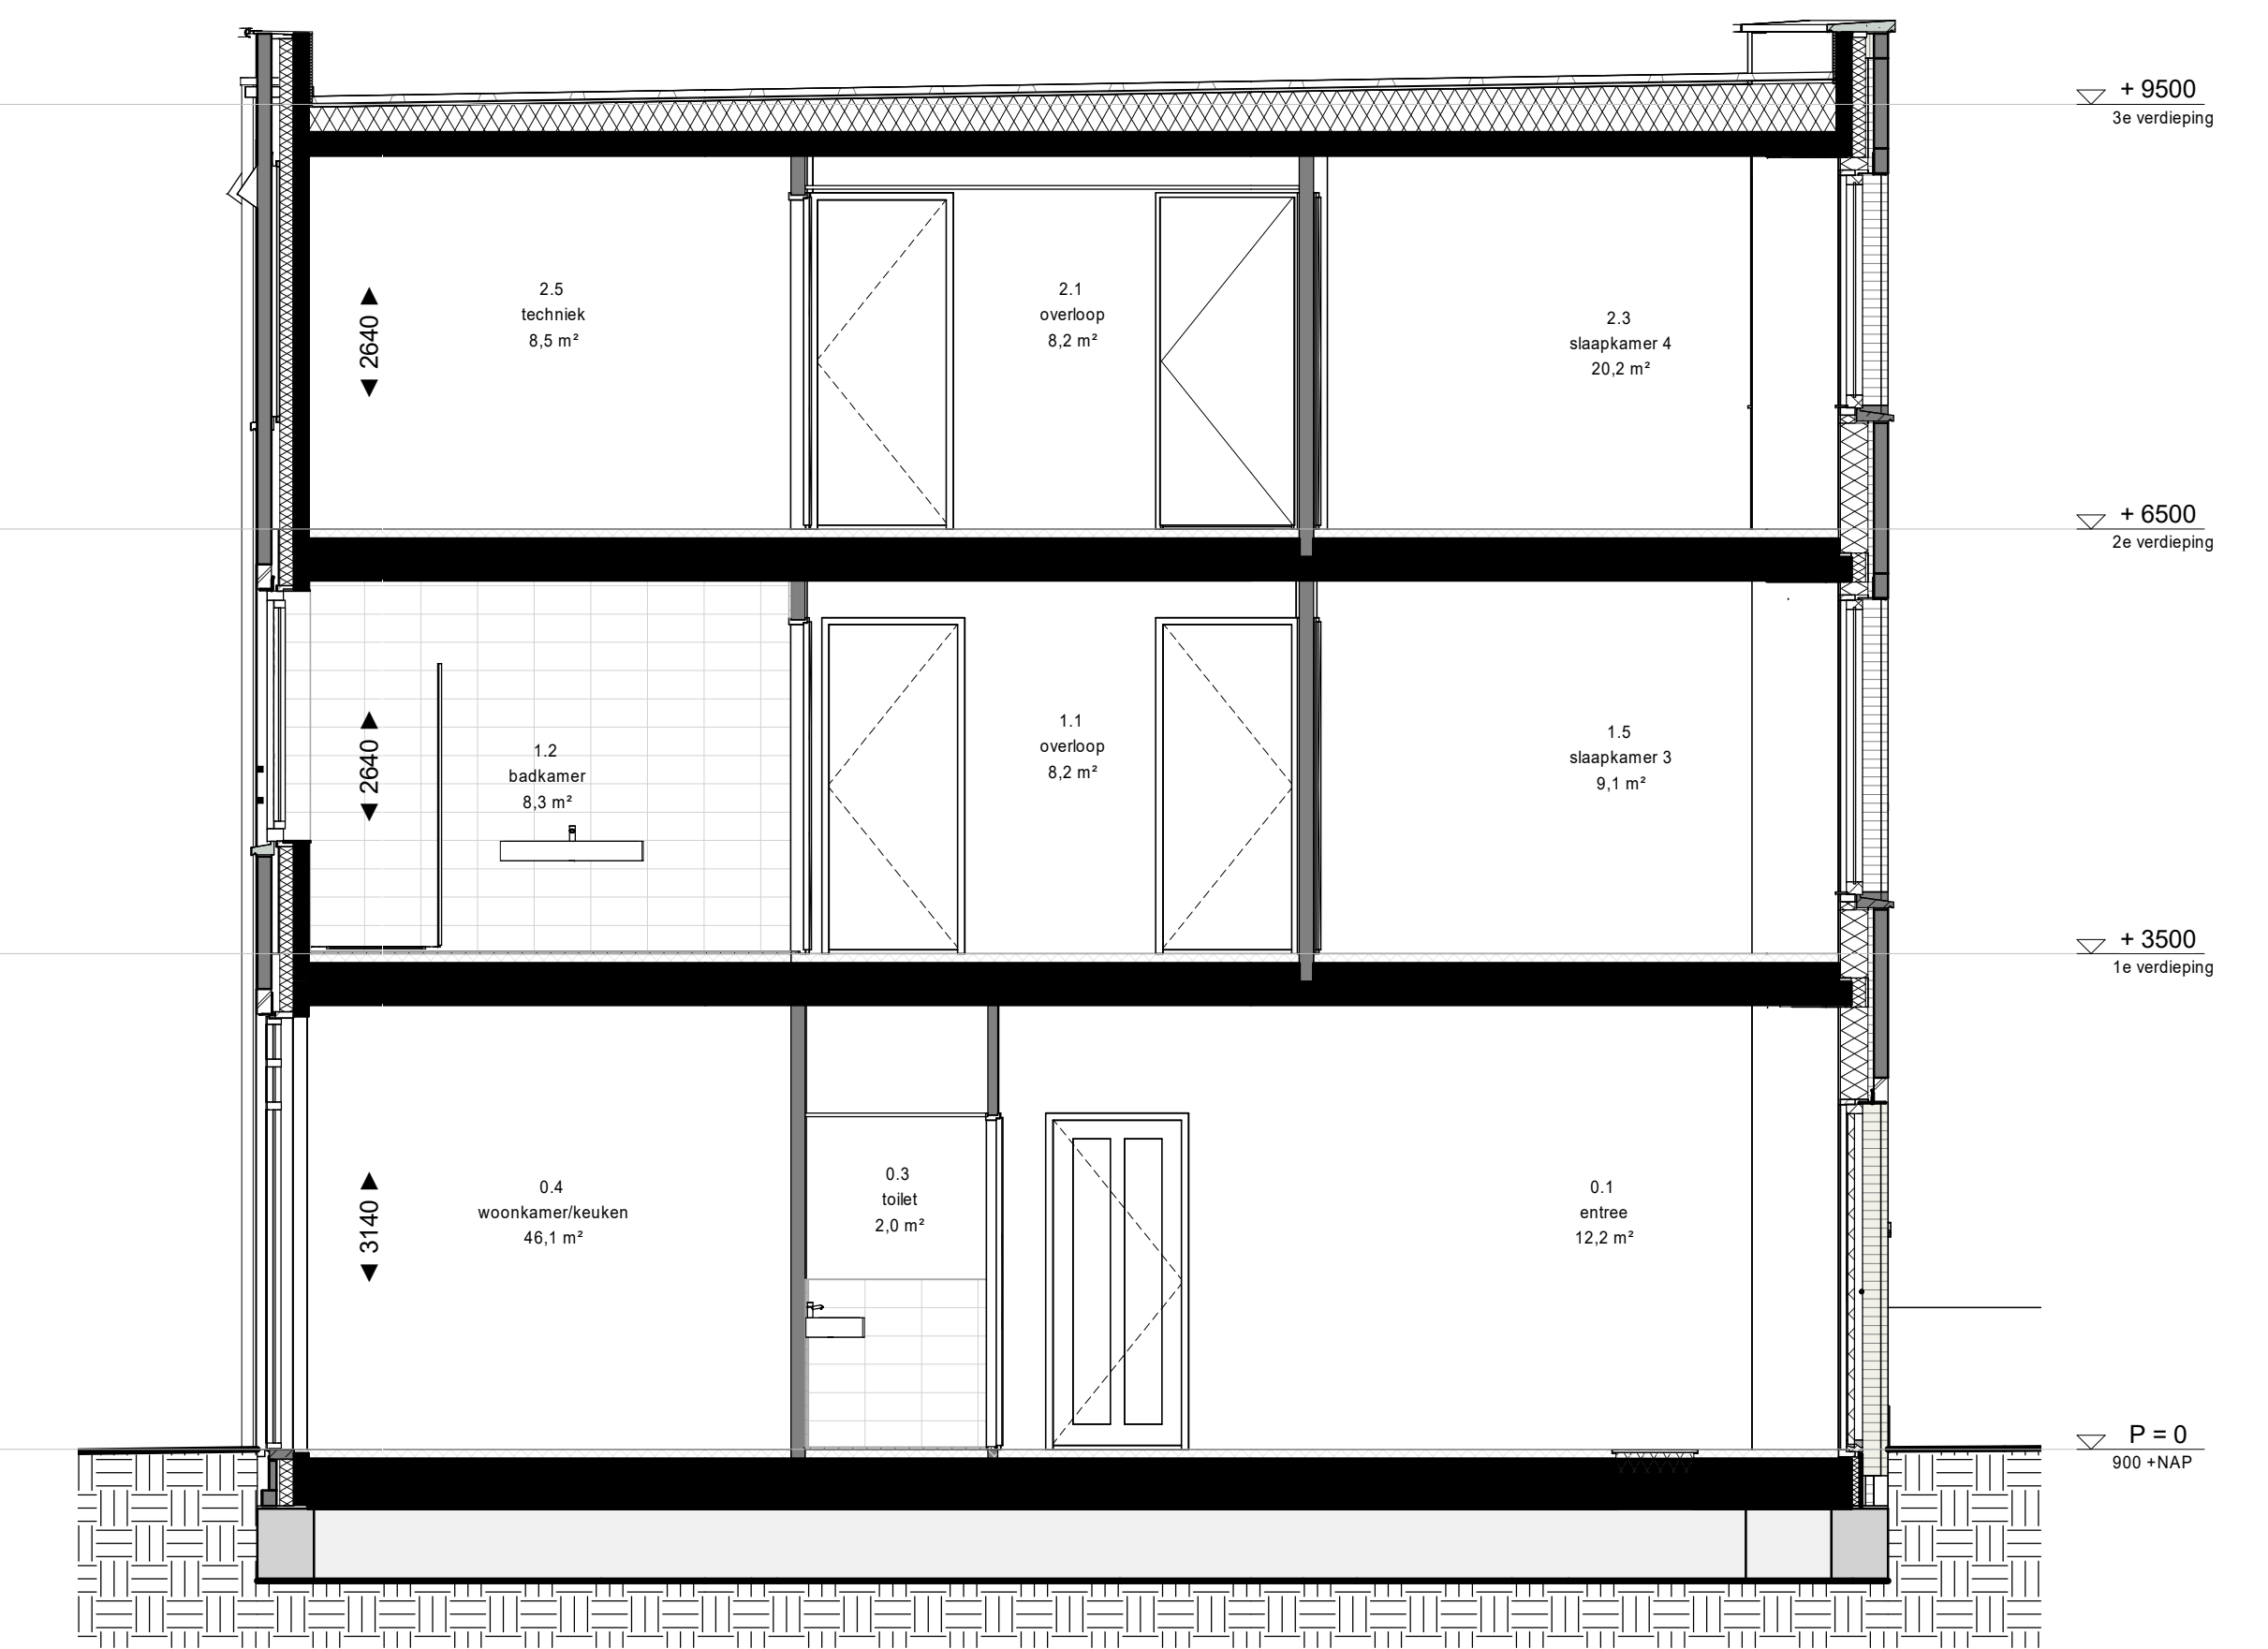 + 9500
3e verdieping
2.5
techniek
8,5 m²
2640
2.1
overloop
8,2 m²
2.3
slaapkamer 4
20,2 m²
+ 6500
2e verdieping
1.2
badkamer
8,3 m²
2640
1.1
overloop
8,2 m²
1.5
slaapkamer 3
9,1 m²
+ 3500
1e verdieping
0.4
woonkamer/keuken
46,1 m²
3140
0.3
toilet
2,0 m²
0.1
entree
12,2 m²
P = 0
900 +NAP